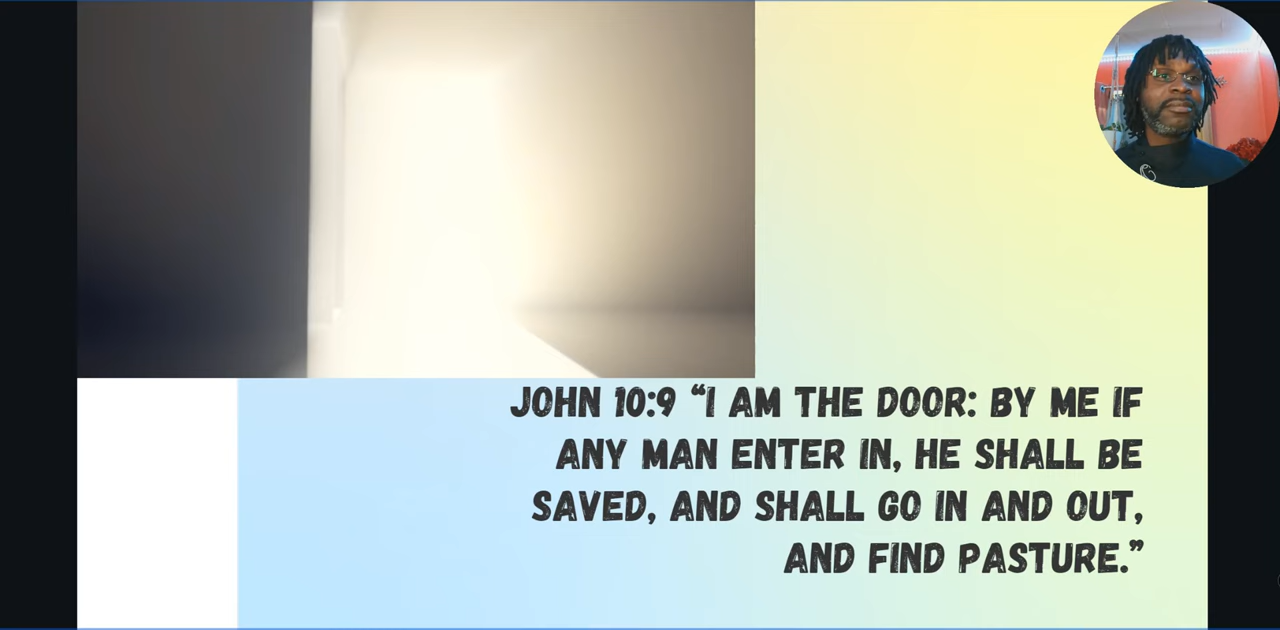 JOHN 10:9 “I AM THE DOOR: BY ME IF
ANY MAN ENTER IN, HE SHALL BE
SAVED, AND SHALL GO IN AND OUT,
AND FIND PASTURE.”